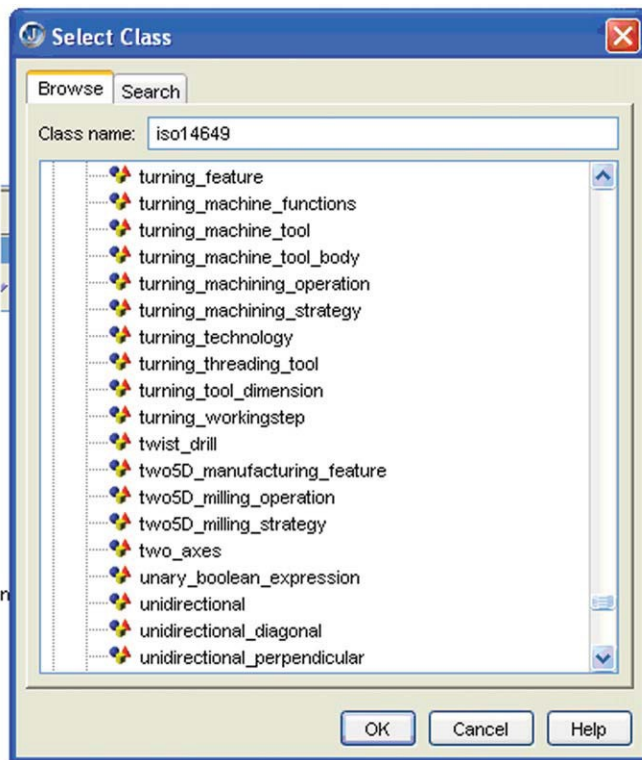 Select Class
Browse Search
Class name: iso14649
turning_feature
turning_machine_functions
turning_machine_tool
turning_machine_tool_body
turning_machining_operation
turning_machining_strategy
turning_technology
turning_threading_tool
turning_tool_dimension
turning_workingstep
twist_drill
two5D_manufacturing_feature
two5D_milling_operation
two5D_milling_strategy
two_axes
unary_boolean_expression
unidirectional
unidirectional_diagonal
unidirectional_perpendicular
OK Cancel Help